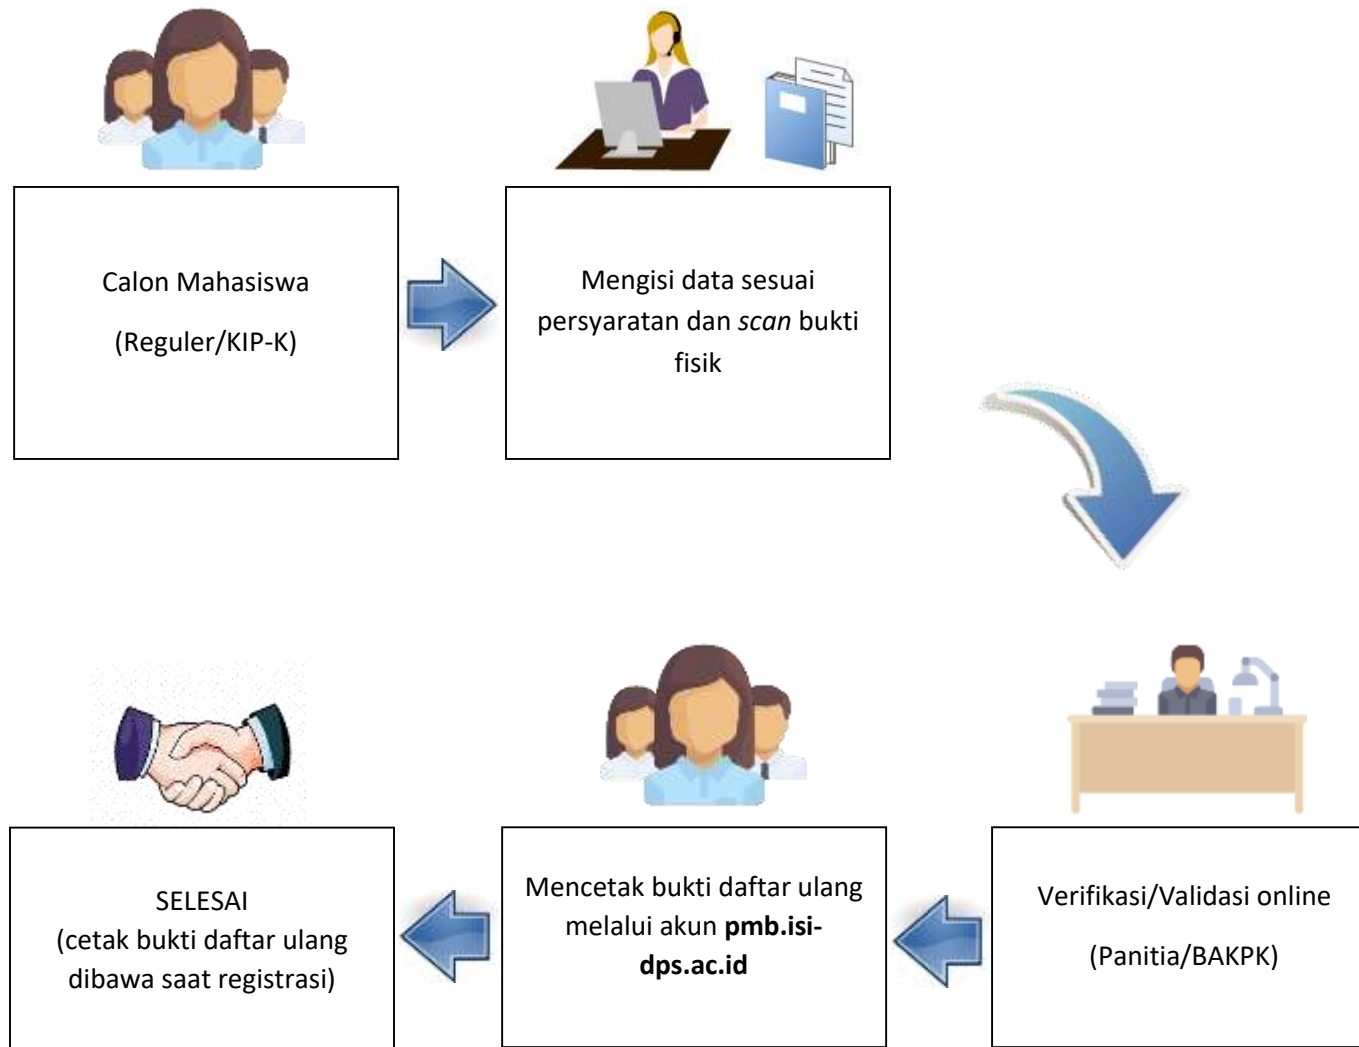 Calon Mahasiswa
(Reguler/KIP-K)
Mengisi data sesuai
persyaratan dan scan bukti
fisik
Verifikasi/Validasi online
(Panitia/BAKPK)
Mencetak bukti daftar ulang
melalui akun pmb.isi-
dps.ac.id
SELESAI
(cetak bukti daftar ulang
dibawa saat registrasi)